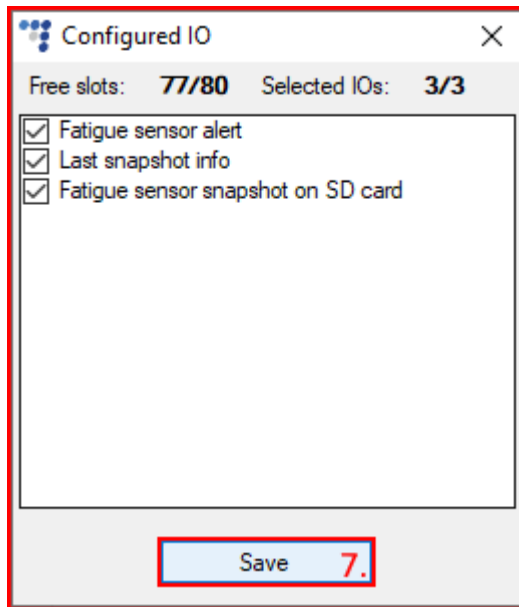 Configured IO
Free slots: 77/80 Selected IOs: 3/3
Fatigue sensor alert
Last snapshot info
Fatigue sensor snapshot on SD card
Save 7.